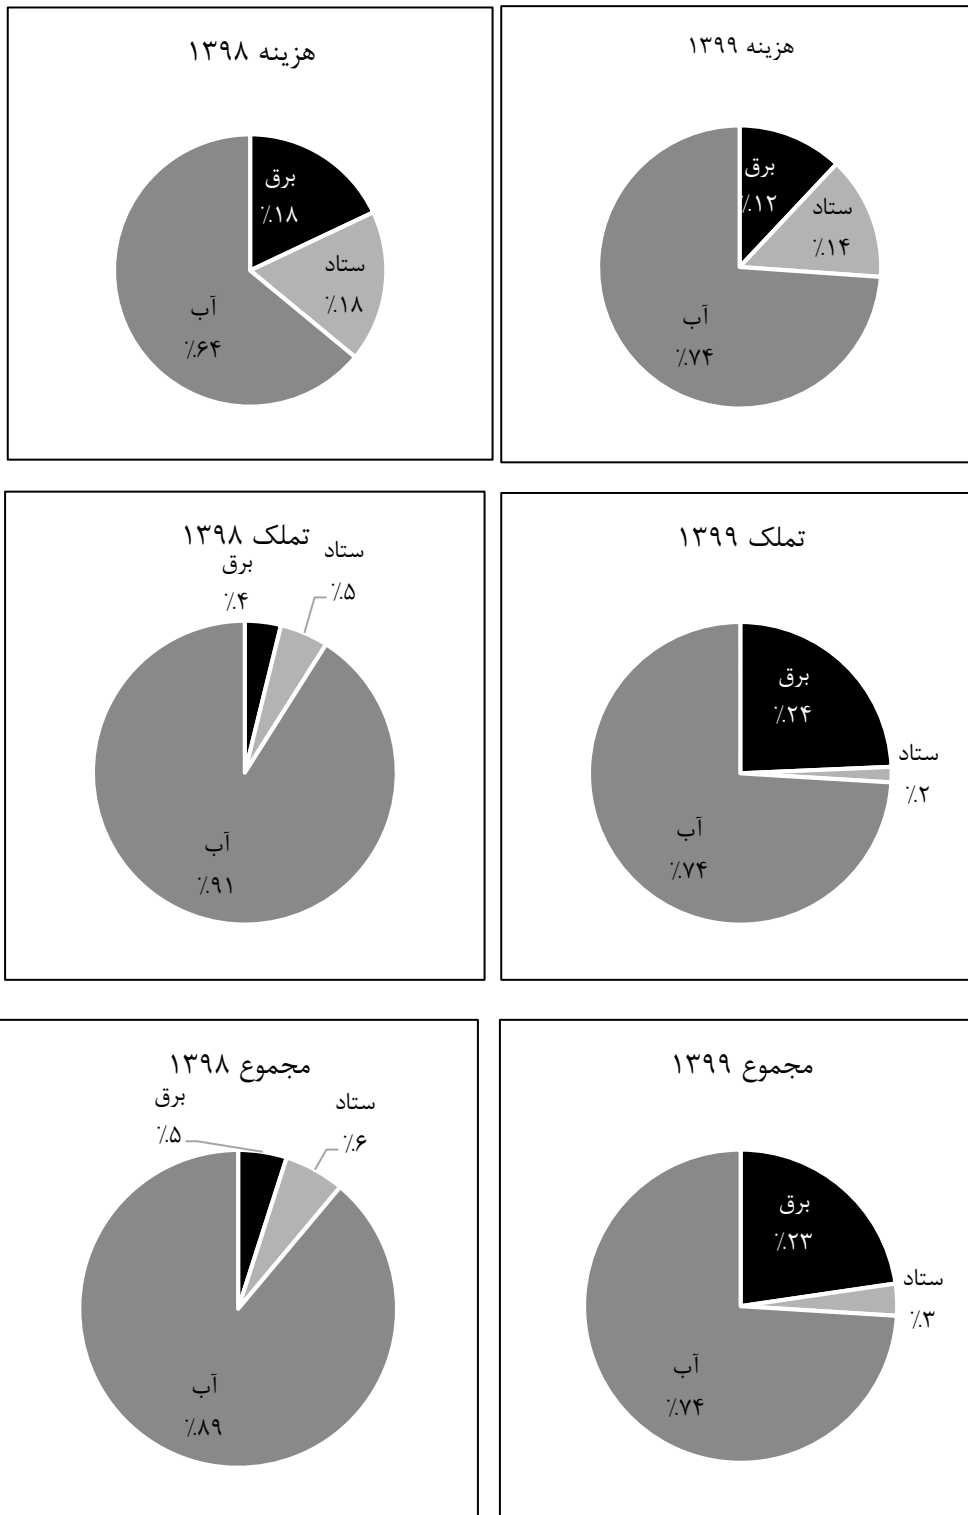 هزینه ۱۳۹۹
برق
٪۱۲
ستاد
٪۱۴
آب
٪۷۴
هزینه ۱۳۹۸
برق
٪۱۸
ستاد
٪۱۸
آب
٪۶۴
تملک ۱۳۹۹
برق
٪۲۴
ستاد
٪۲
آب
٪۷۴
تملک ۱۳۹۸
ستاد
٪۵
برق
٪۴
آب
٪۹۱
مجموع ۱۳۹۹
برق
٪۲۳
ستاد
٪۳
آب
٪۷۴
مجموع ۱۳۹۸
ستاد
٪۶
برق
٪۵
آب
٪۸۹